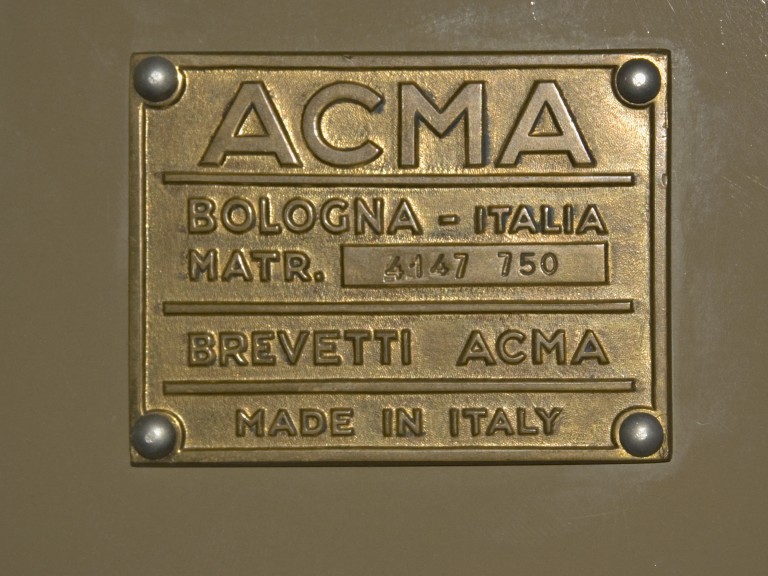 ACMA
BOLOGNA - ITALIA
MATR. 4147 750
BREVETTI ACMA
MADE IN ITALY